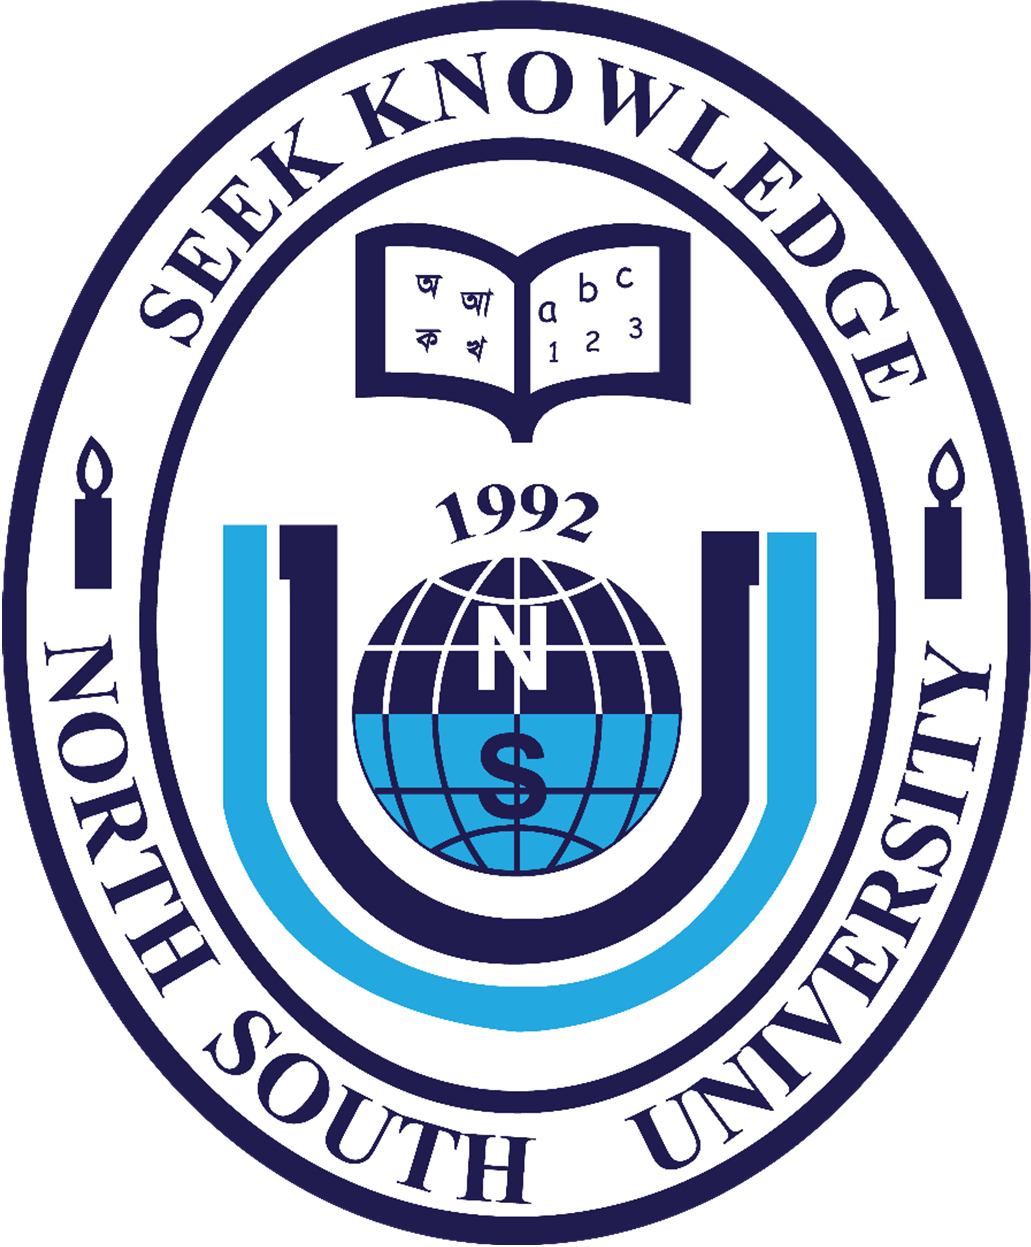 SEEK KNOWLEDGE
অ আ
ক খ
a b c
1 2 3
1992
N
S
NORTH SOUTH UNIVERSITY